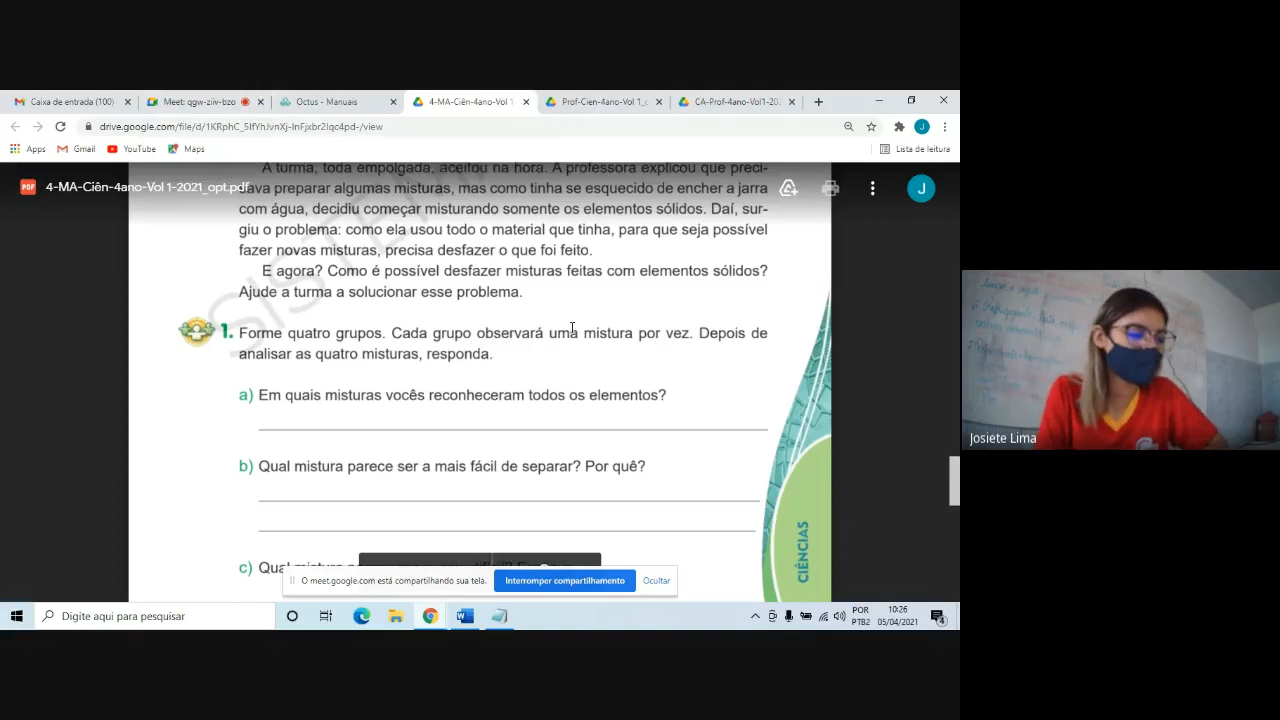 Caixa de entrada (100)
Meet: qgw-ziiv-bzo
Octus - Manuais
4-MA-Ciên-4ano-Vol 1-
Prof-Cien-4ano-Vol 1_o
CA-Prof-4ano-Vol1-202
drive.google.com/file/d/1KRphC_5IfYhJvnXj-InFjxbr2lqc4pd-/view
Apps
Gmail
YouTube
Maps
Lista de leitura
PDF
4-MA-Ciên-4ano-Vol 1-2021_opt.pdf
J
A turma, toda empolgada, aceitou na hora. A professora explicou que preci-
sava preparar algumas misturas, mas como tinha se esquecido de encher a jarra
com água, decidiu começar misturando somente os elementos sólidos. Daí, sur-
giu o problema: como ela usou todo o material que tinha, para que seja possível
fazer novas misturas, precisa desfazer o que foi feito.
E agora? Como é possível desfazer misturas feitas com elementos sólidos?
Ajude a turma a solucionar esse problema.
SISTEM
1. Forme quatro grupos. Cada grupo observará uma mistura por vez. Depois de
analisar as quatro misturas, responda.
a) Em quais misturas vocês reconheceram todos os elementos?
b) Qual mistura parece ser a mais fácil de separar? Por quê?
c) Qual
CIÊNCIAS
O meet.google.com está compartilhando sua tela.
Interromper compartilhamento
Ocultar
Digite aqui para pesquisar
POR
PTB2
10:26
05/04/2021
4
Josiete Lima